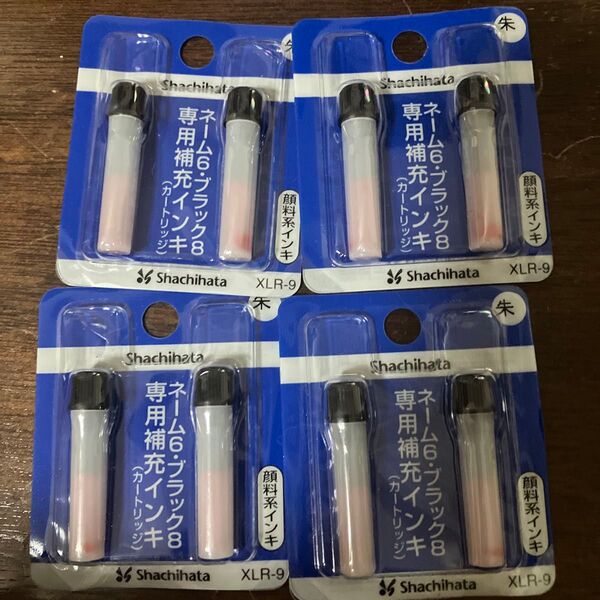 朱
Shachihata
ネーム6・ブラック8
専用補充インキ
(カートリッジ)
顔料系インキ
Shachihata
XLR-9
朱
Shachihata
ネーム6・ブラック8
専用補充インキ
(カートリッジ)
顔料系インキ
Shachihata
XLR-9
朱
Shachihata
ネーム6・ブラック8
専用補充インキ
(カートリッジ)
顔料系インキ
Shachihata
XLR-9
朱
Shachihata
ネーム6・ブラック8
専用補充インキ
(カートリッジ)
顔料系インキ
Shachihata
XLR-9